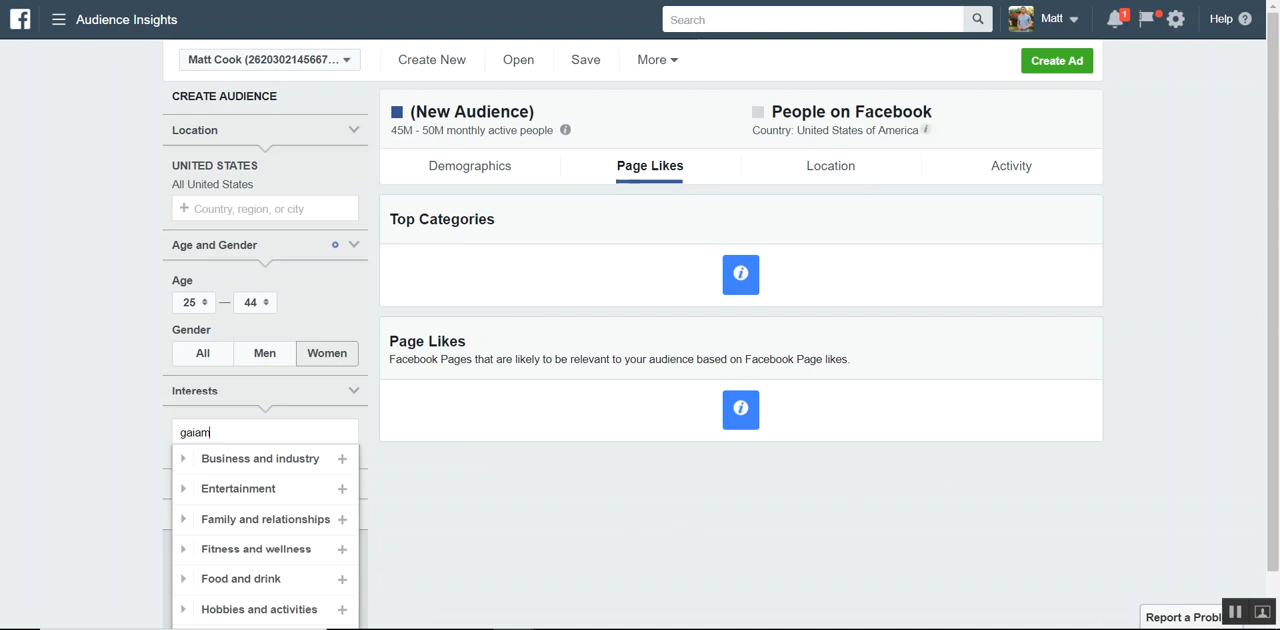 Audience Insights
Search
Matt
1
Help ?
Matt Cook (2620302145667...
Create New
Open
Save
More
Create Ad
CREATE AUDIENCE
Location
UNITED STATES
All United States
+ Country, region, or city
Age and Gender
Age
25 — 44
Gender
All
Men
Women
Interests
gaiam
Business and industry +
Entertainment +
Family and relationships +
Fitness and wellness +
Food and drink +
Hobbies and activities +
(New Audience)
45M - 50M monthly active people i
People on Facebook
Country: United States of America i
Demographics
Page Likes
Location
Activity
Top Categories
i
Page Likes
Facebook Pages that are likely to be relevant to your audience based on Facebook Page likes.
i
Report a Probl